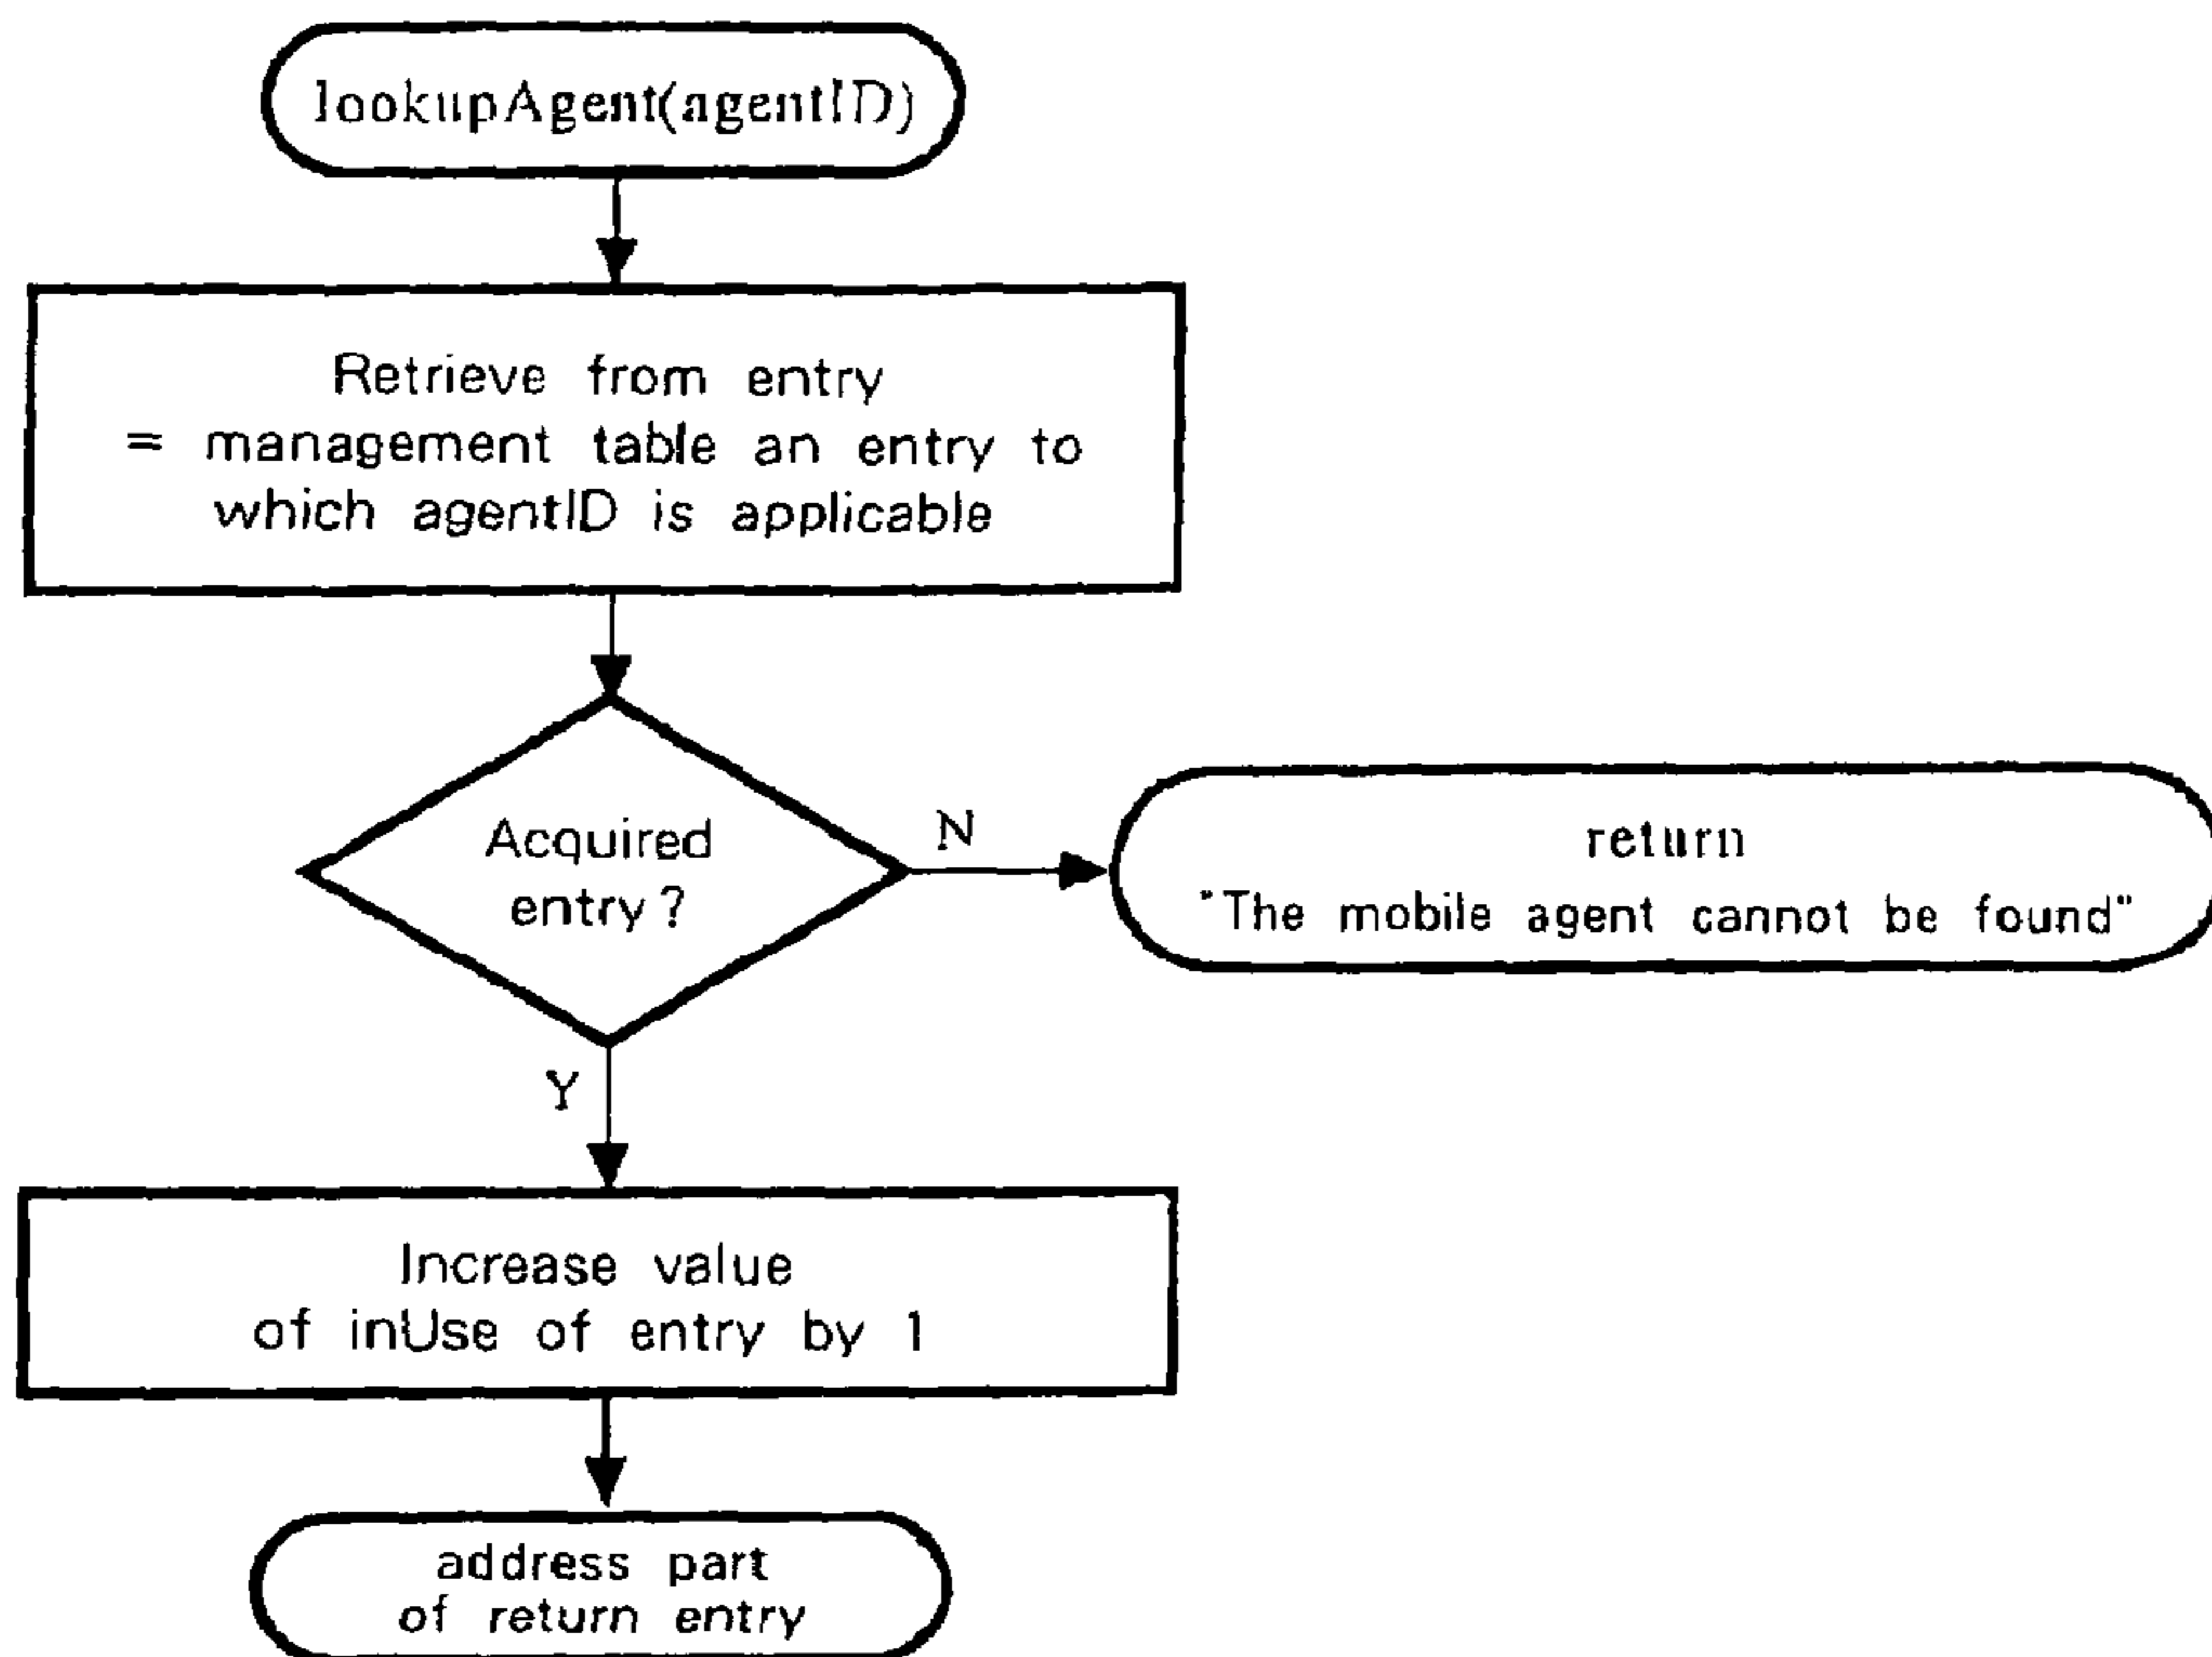 lookupAgent(agentID)
Retrieve from entry
= management table an entry to
which agentID is applicable
Acquired
entry?
N
return
"The mobile agent cannot be found"
Y
Increase value
of inUse of entry by 1
address part
of return entry